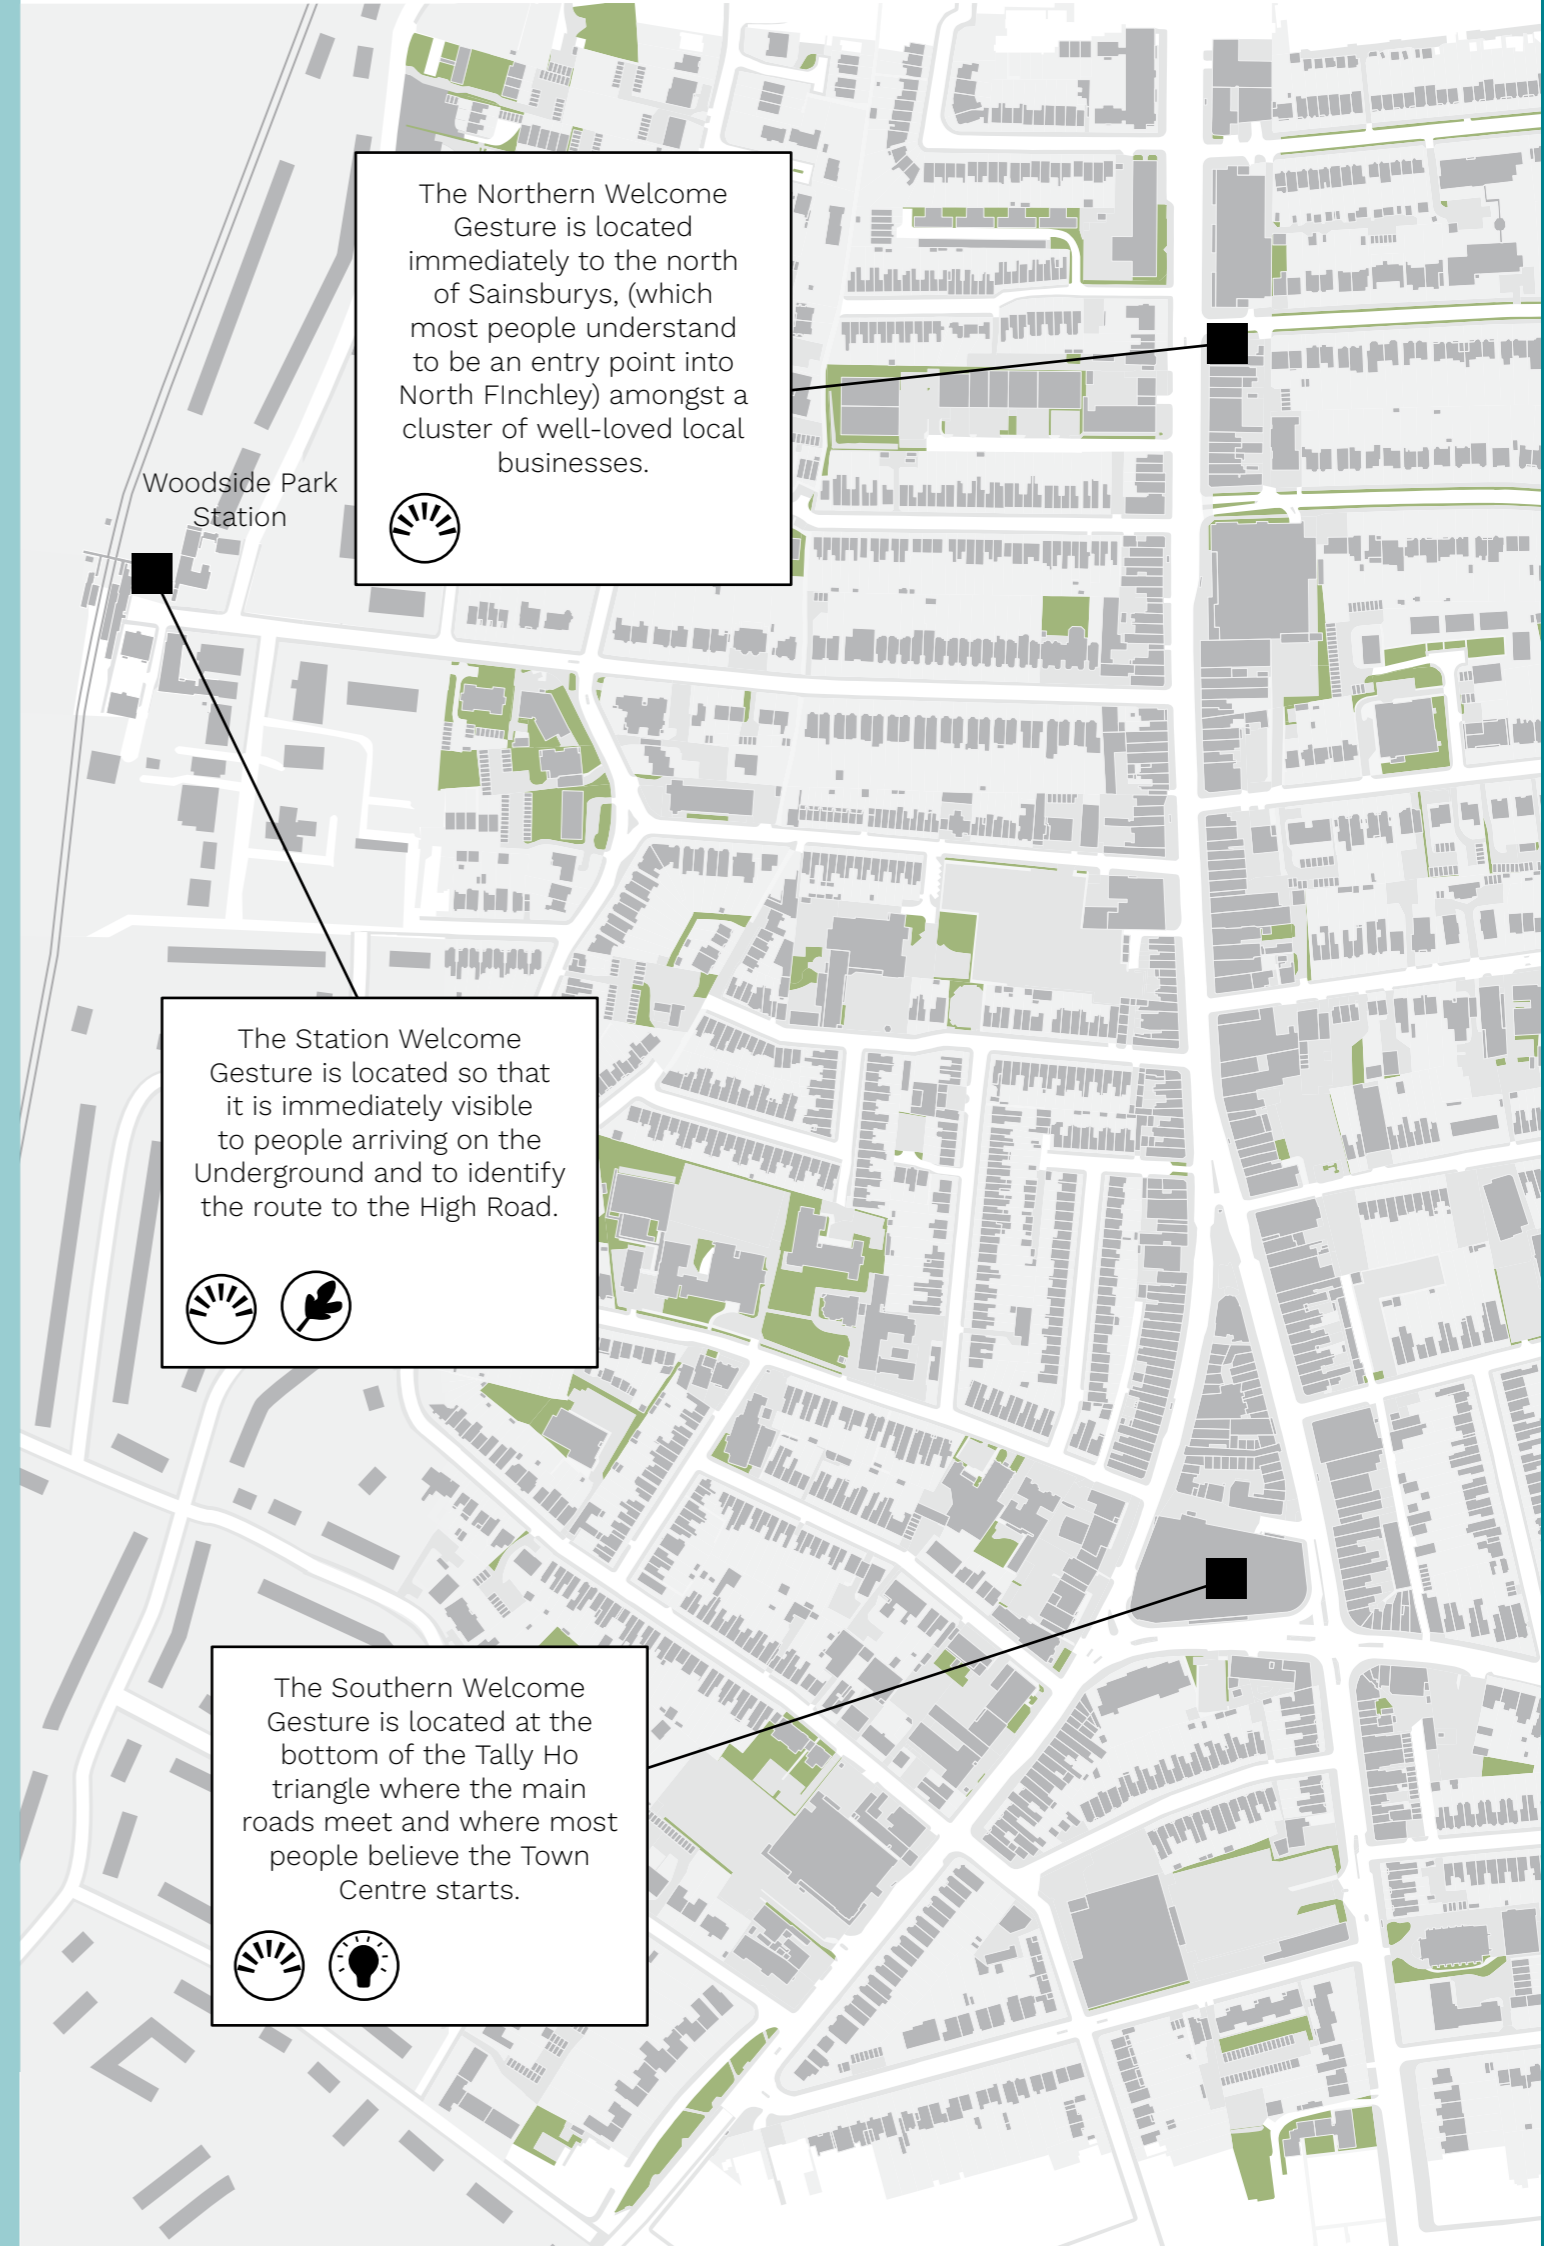 The Northern Welcome
Gesture is located
immediately to the north
of Sainsburys, (which
most people understand
to be an entry point into
North FInchley) amongst a
cluster of well-loved local
businesses.
Woodside Park
Station
The Station Welcome
Gesture is located so that
it is immediately visible
to people arriving on the
Underground and to identify
the route to the High Road.
The Southern Welcome
Gesture is located at the
bottom of the Tally Ho
triangle where the main
roads meet and where most
people believe the Town
Centre starts.